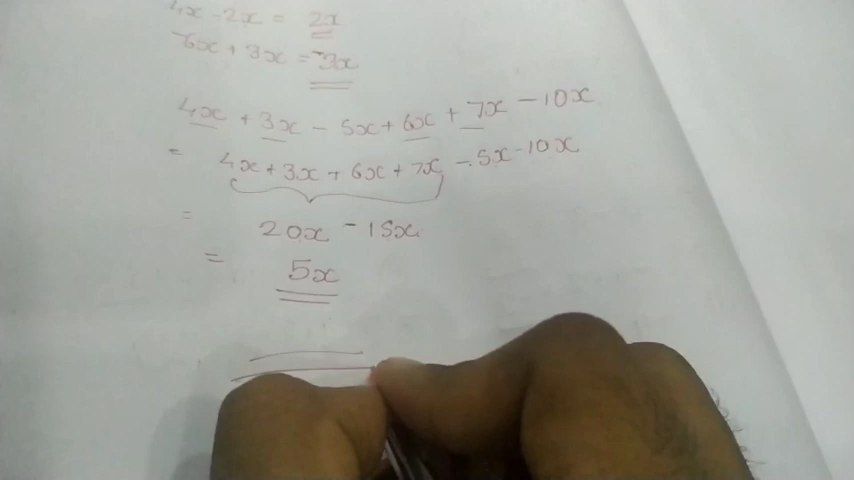 4x - 2x = 2x
-6x + 3x = -3x
4x + 3x - 5x + 6x + 7x - 10x
= 4x + 3x + 6x + 7x - 5x - 10x
= 20x - 15x
= 5x